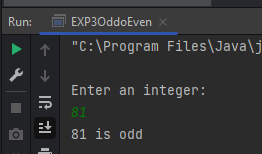 Run: EXP3OddoEven ×
"C:\Program Files\Java\j
Enter an integer:
81
81 is odd